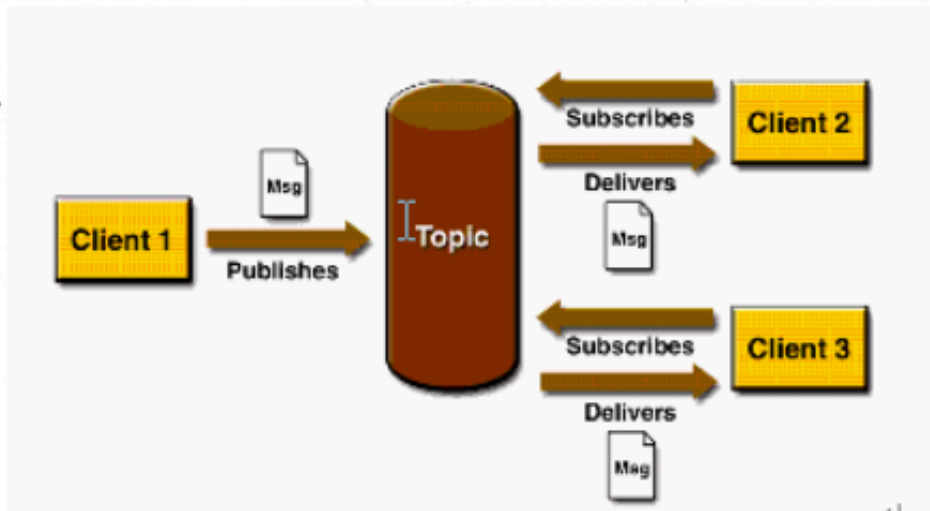 Msg
Client 1
Publishes
Topic
Subscribes
Client 2
Delivers
Msg
Subscribes
Client 3
Delivers
Msg